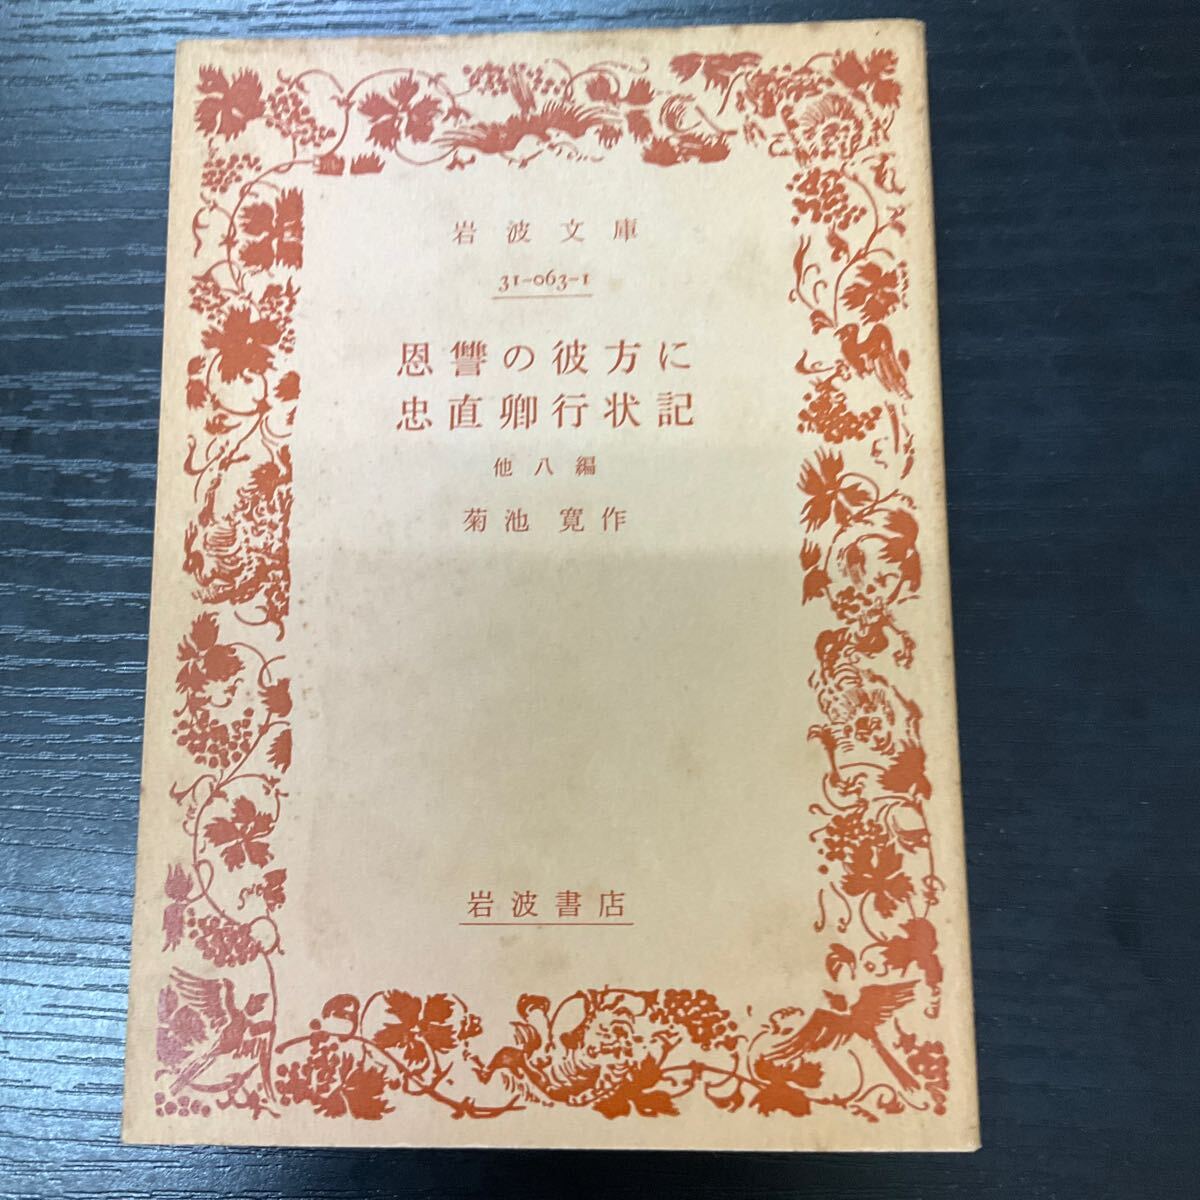 岩波文庫
31-063-1
恩讐の彼方に
忠直卿行状記
他八編
菊池 寛作
岩波書店